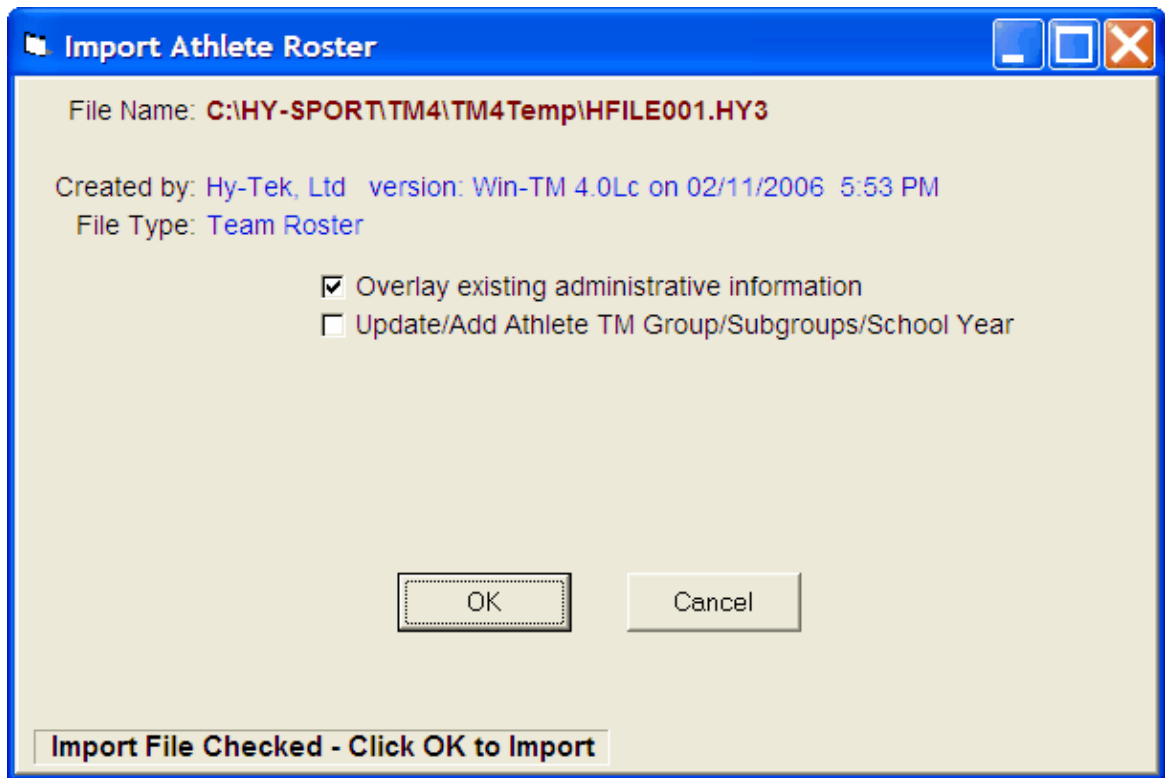 Import Athlete Roster
File Name: C:\HY-SPORT\TM4\TM4Temp\HFILE001.HY3
Created by: Hy-Tek, Ltd version: Win-TM 4.0Lc on 02/11/2006 5:53 PM
File Type: Team Roster
Overlay existing administrative information
Update/Add Athlete TM Group/Subgroups/School Year
OK Cancel
Import File Checked - Click OK to Import